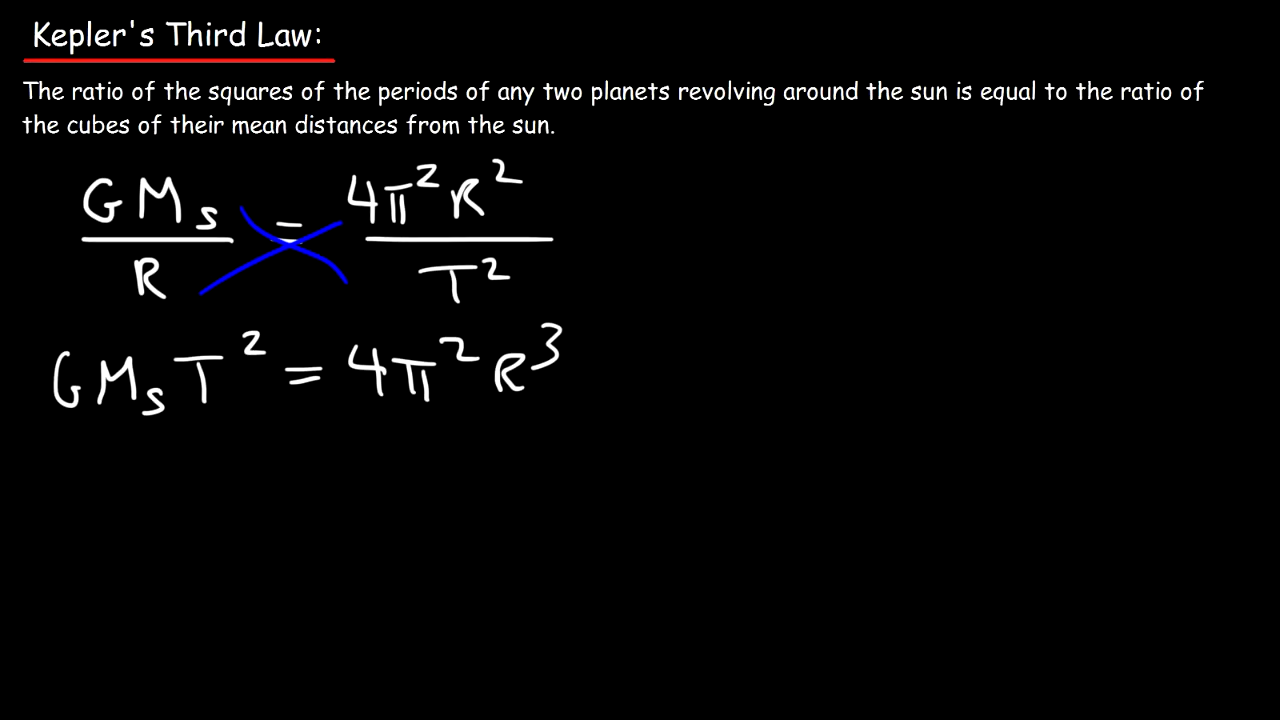 Kepler's Third Law:
The ratio of the squares of the periods of any two planets revolving around the sun is equal to the ratio of
the cubes of their mean distances from the sun.
GMₛ/R = 4π²R²/T²
GMₛT² = 4π²R³